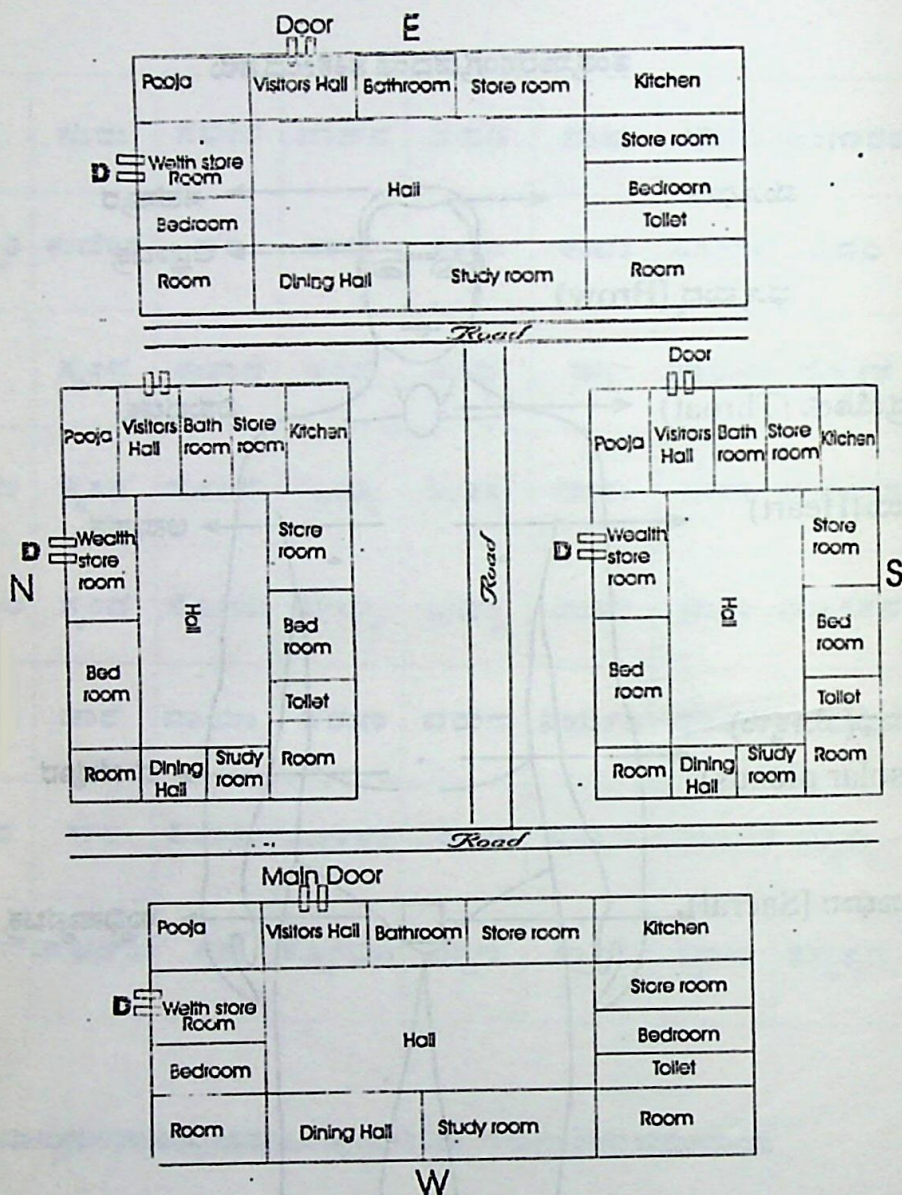 Door E
Pooja Visitors Hall Bathroom Store room Kitchen
Store room
D Welth store
Room
Hall
Bedroom
Bedroom
Toilet
Room Dining Hall Study room Room
Road
Door
Pooja Visitors
Hall Bath
room Store
room Kitchen
Pooja Visitors
Hall Bath
room Store
room Kitchen
N
D Wealth
store
room
Store
room
Hall
Bed
room
Bed
room
Toilet
Room Dining
Hall Study
room Room
Road
D Wealth
store
room
Store
room
S
Hall
Bed
room
Bed
room
Toilet
Room Dining
Hall Study
room Room
Road
Main Door
Pooja Visitors Hall Bathroom Store room Kitchen
Store room
D Welth store
Room
Hall
Bedroom
Bedroom
Toilet
Room Dining Hall Study room Room
W